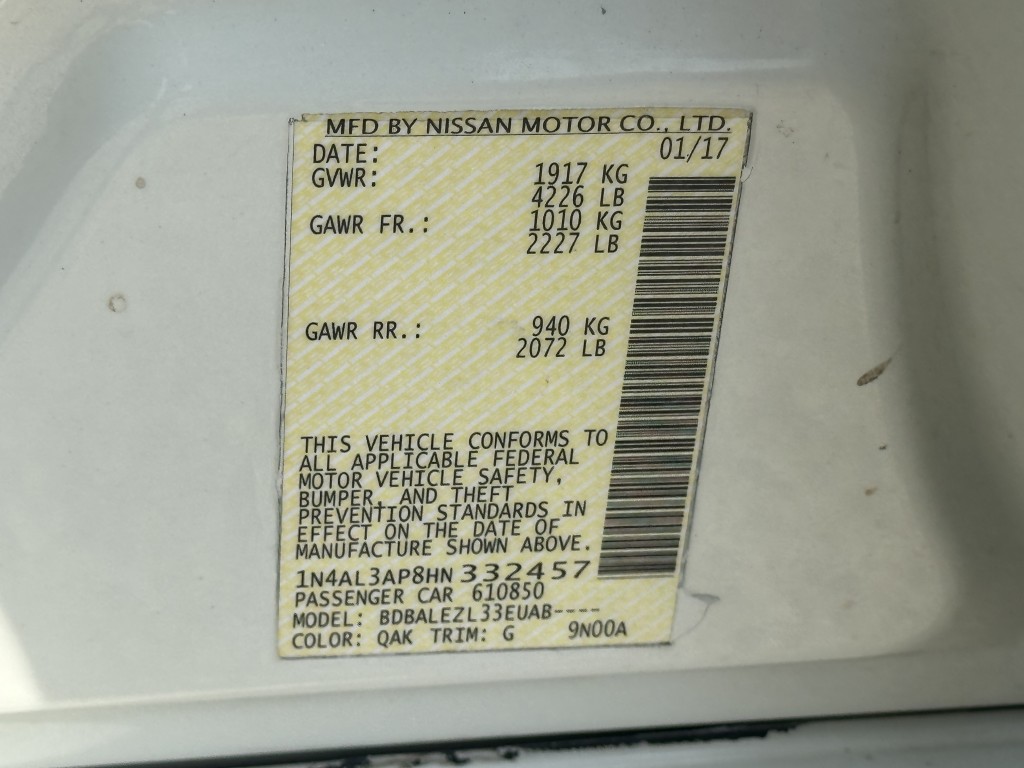 MFD BY NISSAN MOTOR CO., LTD.
DATE: 01/17
GVWR: 1917 KG
4226 LB
GAWR FR.: 1010 KG
2227 LB
GAWR RR.: 940 KG
2072 LB
THIS VEHICLE CONFORMS TO
ALL APPLICABLE FEDERAL
MOTOR VEHICLE SAFETY,
BUMPER, AND THEFT
PREVENTION STANDARDS IN
EFFECT ON THE DATE OF
MANUFACTURE SHOWN ABOVE.
1N4AL3AP8HN332457
PASSENGER CAR 610850
MODEL: BDBALEZL33EUAB----
COLOR: QAK TRIM: G 9N00A